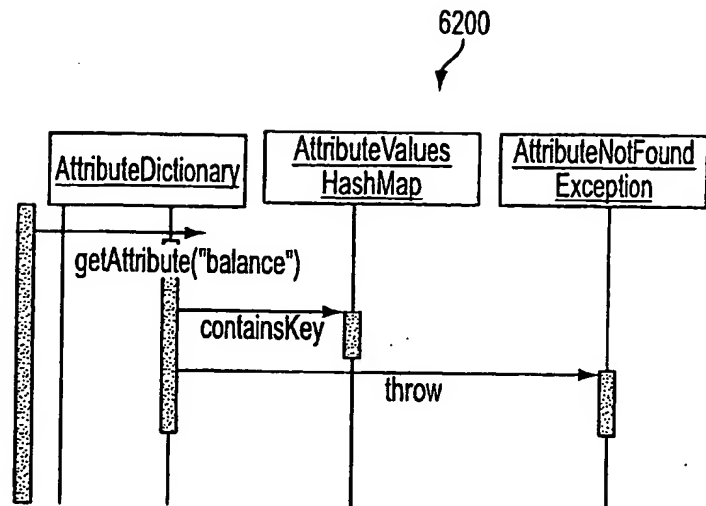 6200
AttributeDictionary
AttributeValues
HashMap
AttributeNotFound
Exception
getAttribute("balance")
containsKey
throw